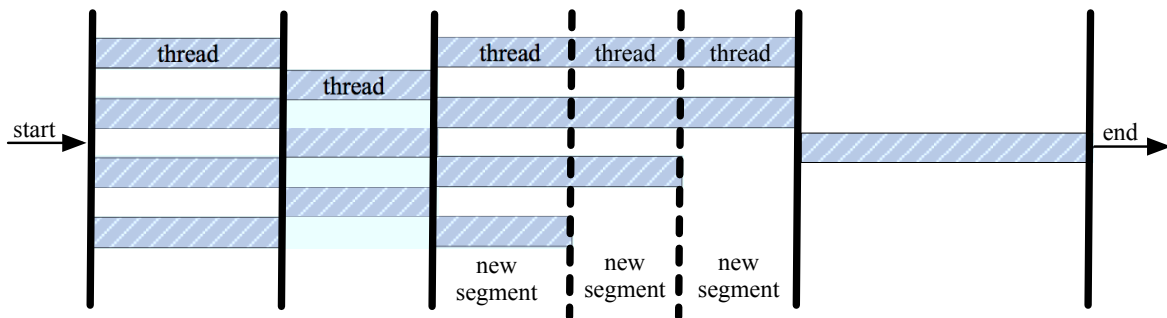 thread
thread
thread
thread
thread
start
end
new
segment
new
segment
new
segment